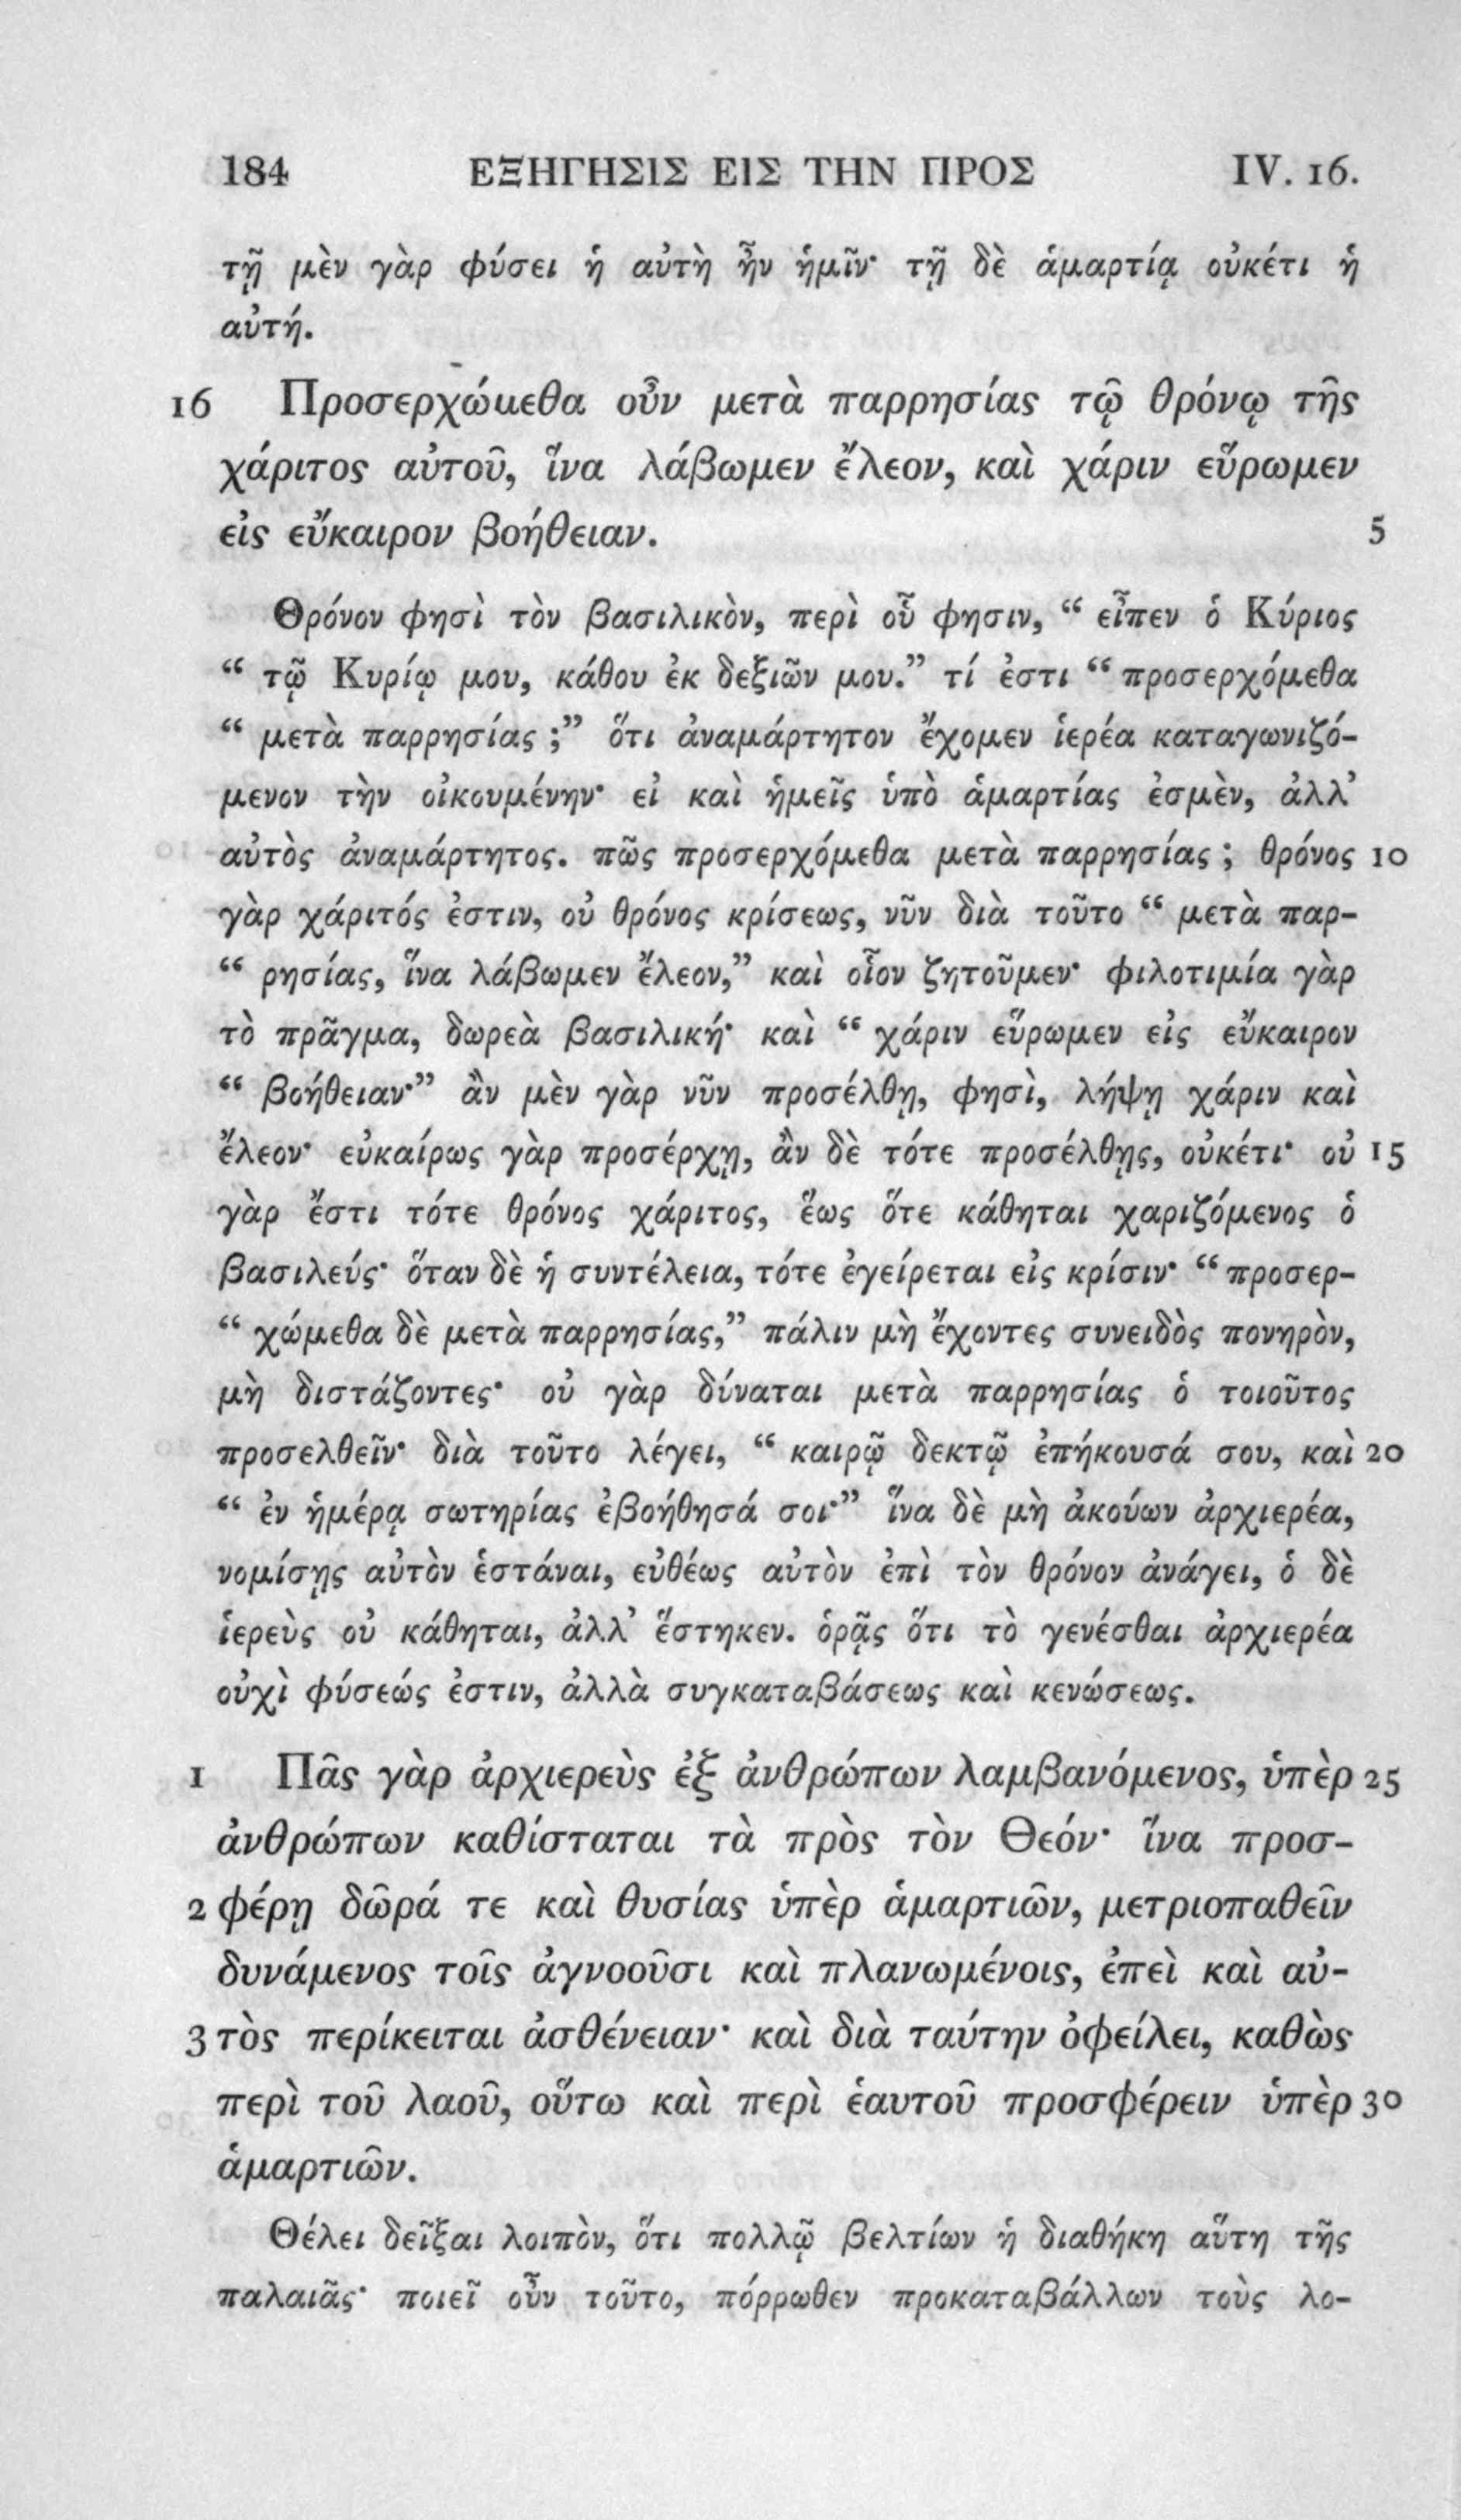 184 ΕΞΗΓΗΣΙΣ ΕΙΣ ΤΗΝ ΠΡΟΣ IV. 16.
τῇ μὲν γὰρ φύσει ἡ αὐτὴ ἦν ἡμῖν· τῇ δὲ ἁμαρτίᾳ οὐκέτι ἡ
αὐτή.
16 Προσερχώμεθα οὖν μετὰ παρρησίας τῷ θρόνῳ τῆς
χάριτος αὐτοῦ, ἵνα λάβωμεν ἔλεον, καὶ χάριν εὕρωμεν
εἰς εὔκαιρον βοήθειαν. 5
Θρόνον φησὶ τὸν βασιλικὸν, περὶ οὗ φησιν, “ εἶπεν ὁ Κύριος
“ τῷ Κυρίῳ μου, κάθου ἐκ δεξιῶν μου.” τί ἐστι “ προσερχόμεθα
“ μετὰ παρρησίας ;” ὅτι ἀναμάρτητον ἔχομεν ἱερέα καταγωνιζό-
μενον τὴν οἰκουμένην· εἰ καὶ ἡμεῖς ὑπὸ ἁμαρτίας ἐσμὲν, ἀλλ’
αὐτὸς ἀναμάρτητος. πῶς προσερχόμεθα μετὰ παρρησίας ; θρόνος 10
γὰρ χάριτός ἐστιν, οὐ θρόνος κρίσεως, νῦν διὰ τοῦτο “ μετὰ παρ-
“ ρησίας, ἵνα λάβωμεν ἔλεον,” καὶ οἷον ζητοῦμεν· φιλοτιμία γὰρ
τὸ πρᾶγμα, δωρεὰ βασιλική· καὶ “ χάριν εὕρωμεν εἰς εὔκαιρον
“ βοήθειαν·” ἂν μὲν γὰρ νῦν προσέλθῃ, φησὶ, λήψῃ χάριν καὶ
ἔλεον· εὐκαίρως γὰρ προσέρχῃ, ἂν δὲ τότε προσέλθῃς, οὐκέτι· οὐ 15
γὰρ ἔστι τότε θρόνος χάριτος, ἕως ὅτε κάθηται χαριζόμενος ὁ
βασιλεύς· ὅταν δὲ ἡ συντέλεια, τότε ἐγείρεται εἰς κρίσιν· “ προσερ-
“ χώμεθα δὲ μετὰ παρρησίας,” πάλιν μὴ ἔχοντες συνειδὸς πονηρὸν,
μὴ διστάζοντες· οὐ γὰρ δύναται μετὰ παρρησίας ὁ τοιοῦτος
προσελθεῖν· διὰ τοῦτο λέγει, “ καιρῷ δεκτῷ ἐπήκουσά σου, καὶ 20
“ ἐν ἡμέρᾳ σωτηρίας ἐβοήθησά σοι·” ἵνα δὲ μὴ ἀκούων ἀρχιερέα,
νομίσῃς αὐτὸν ἑστάναι, εὐθέως αὐτὸν ἐπὶ τὸν θρόνον ἀνάγει, ὁ δὲ
ἱερεὺς οὐ κάθηται, ἀλλ’ ἕστηκεν. ὁρᾷς ὅτι τὸ γενέσθαι ἀρχιερέα
οὐχὶ φύσεώς ἐστιν, ἀλλὰ συγκαταβάσεως καὶ κενώσεως.
1 Πᾶς γὰρ ἀρχιερεὺς ἐξ ἀνθρώπων λαμβανόμενος, ὑπὲρ 25
ἀνθρώπων καθίσταται τὰ πρὸς τὸν Θεόν· ἵνα προσ-
2 φέρῃ δῶρά τε καὶ θυσίας ὑπὲρ ἁμαρτιῶν, μετριοπαθεῖν
δυνάμενος τοῖς ἀγνοοῦσι καὶ πλανωμένοις, ἐπεὶ καὶ αὐ-
3 τὸς περίκειται ἀσθένειαν· καὶ διὰ ταύτην ὀφείλει, καθὼς
περὶ τοῦ λαοῦ, οὕτω καὶ περὶ ἑαυτοῦ προσφέρειν ὑπὲρ 30
ἁμαρτιῶν.
Θέλει δεῖξαι λοιπὸν, ὅτι πολλῷ βελτίων ἡ διαθήκη αὕτη τῆς
παλαιᾶς· ποιεῖ οὖν τοῦτο, πόρρωθεν προκαταβάλλων τοὺς λο-